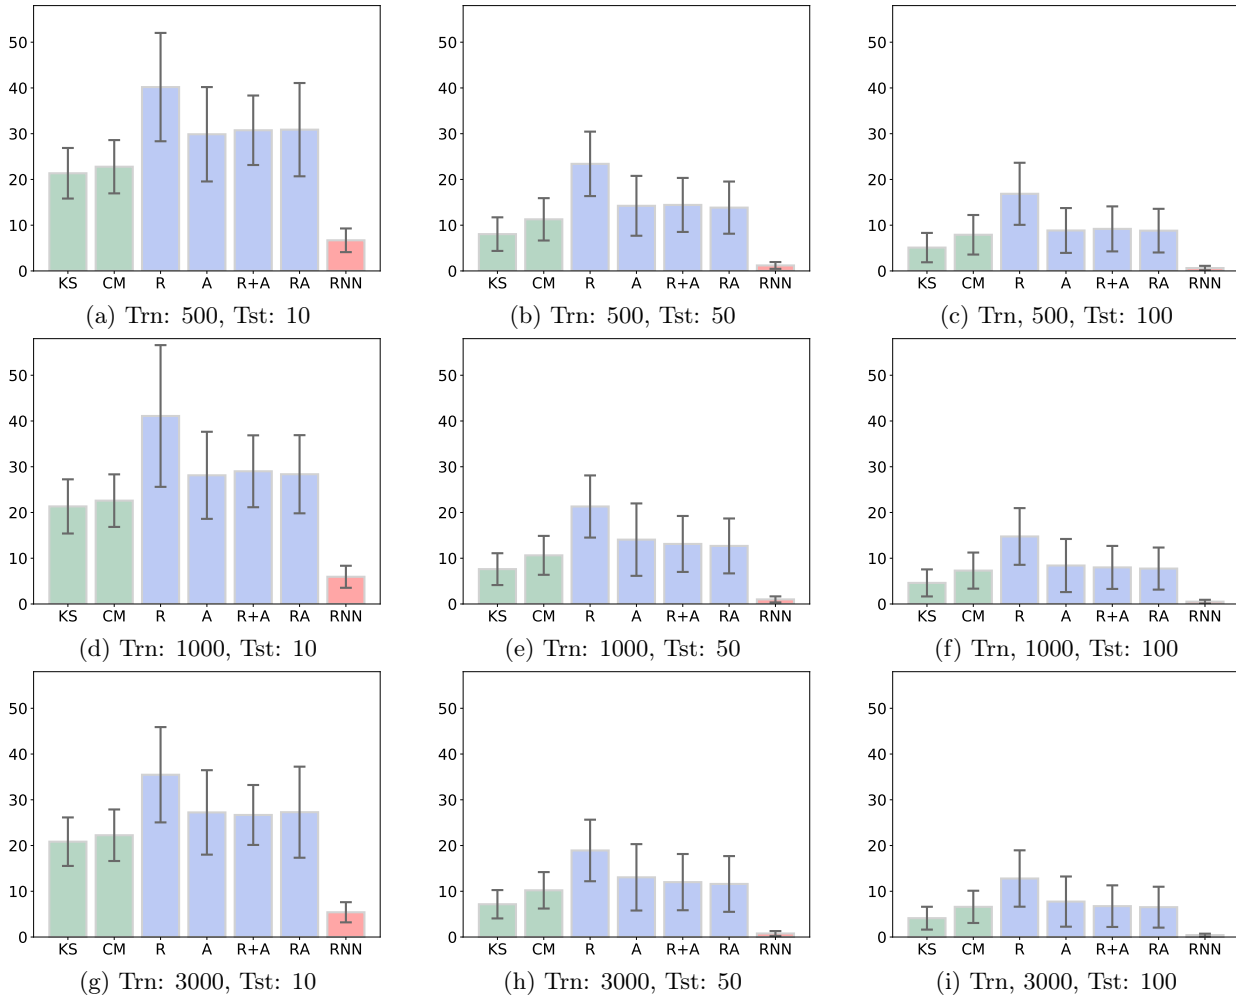 50 50 50
40 40 40
30 30 30
20 20 20
10 10 10
0 0 0
KS CM R A R+A RA RNN KS CM R A R+A RA RNN KS CM R A R+A RA RNN
(a) Trn: 500, Tst: 10 (b) Trn: 500, Tst: 50 (c) Trn, 500, Tst: 100
50 50 50
40 40 40
30 30 30
20 20 20
10 10 10
0 0 0
KS CM R A R+A RA RNN KS CM R A R+A RA RNN KS CM R A R+A RA RNN
(d) Trn: 1000, Tst: 10 (e) Trn: 1000, Tst: 50 (f) Trn, 1000, Tst: 100
50 50 50
40 40 40
30 30 30
20 20 20
10 10 10
0 0 0
KS CM R A R+A RA RNN KS CM R A R+A RA RNN KS CM R A R+A RA RNN
(g) Trn: 3000, Tst: 10 (h) Trn: 3000, Tst: 50 (i) Trn, 3000, Tst: 100